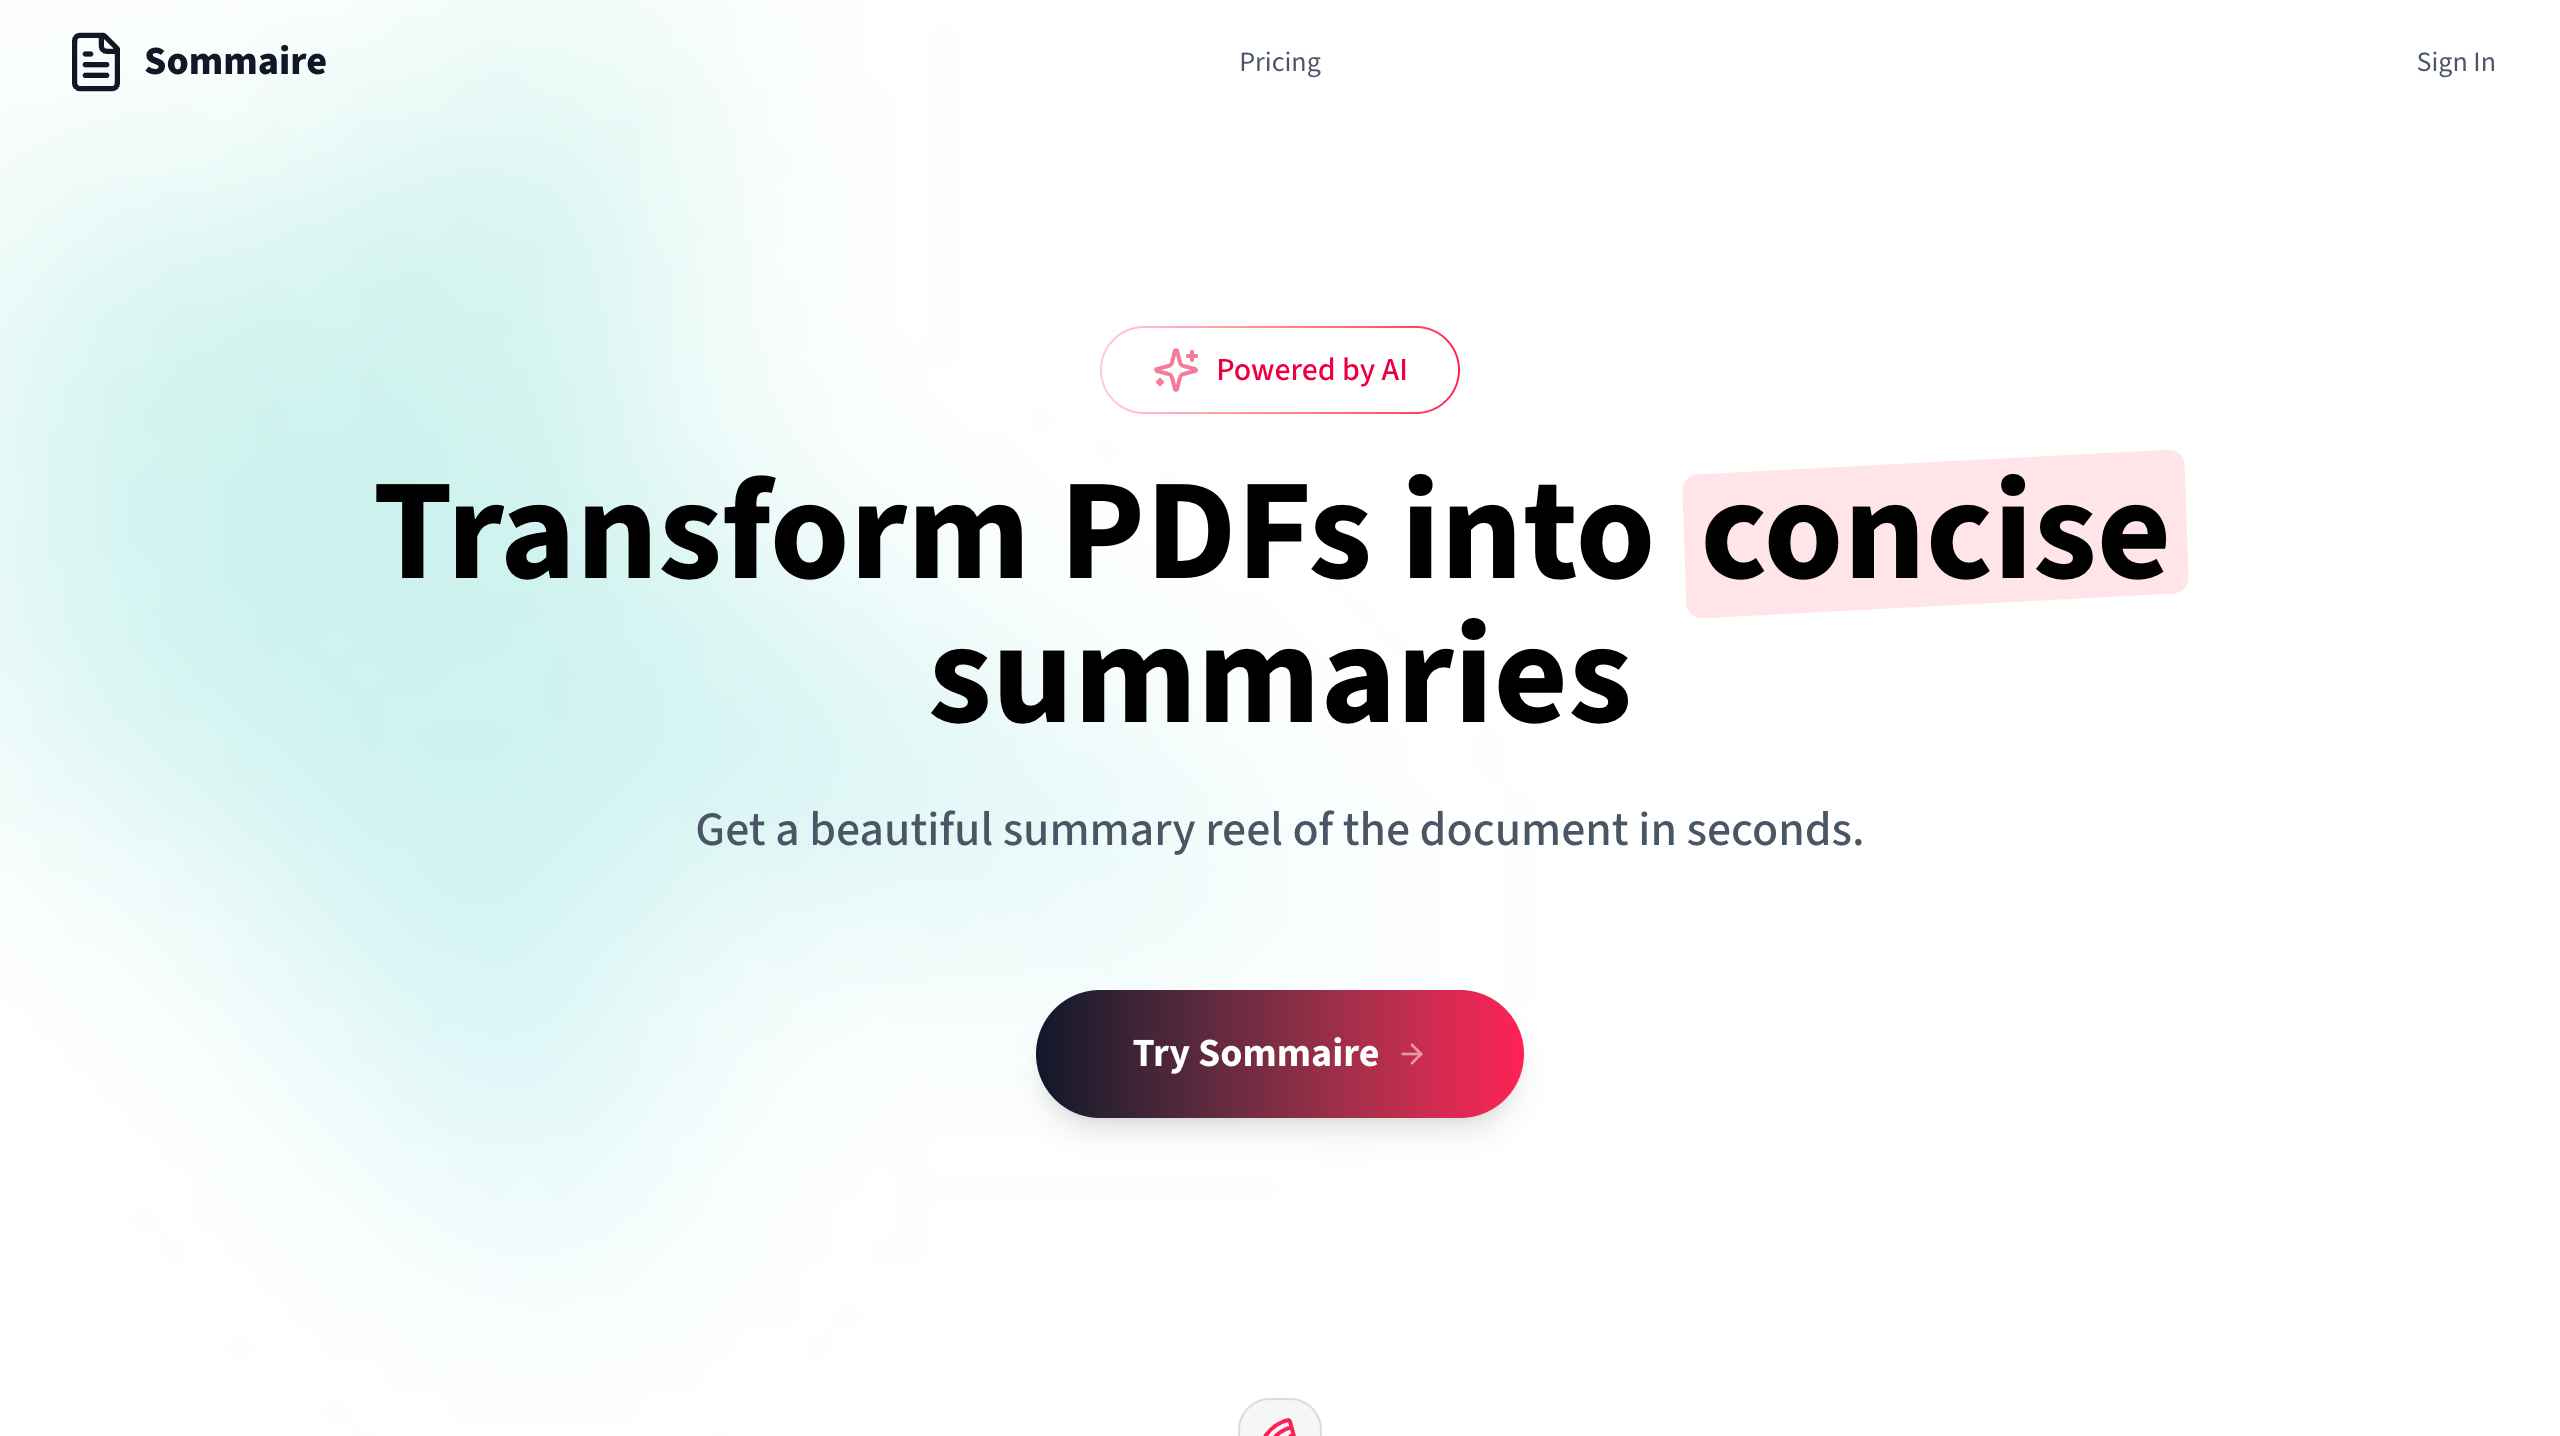 Sommaire
Pricing
Sign In
Powered by AI
Transform PDFs into concise
summaries
Get a beautiful summary reel of the document in seconds.
Try Sommaire